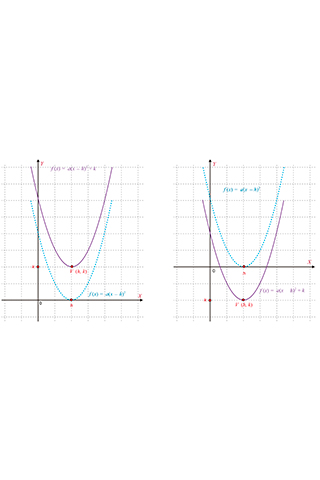 Y
f(x) = a(x − h)² + k
k
V (h, k)
f(x) = a(x − h)²
X
0
h
Y
f(x) = a(x − h)²
X
0
h
f(x) = a(x h)² + k
k
V (h, k)